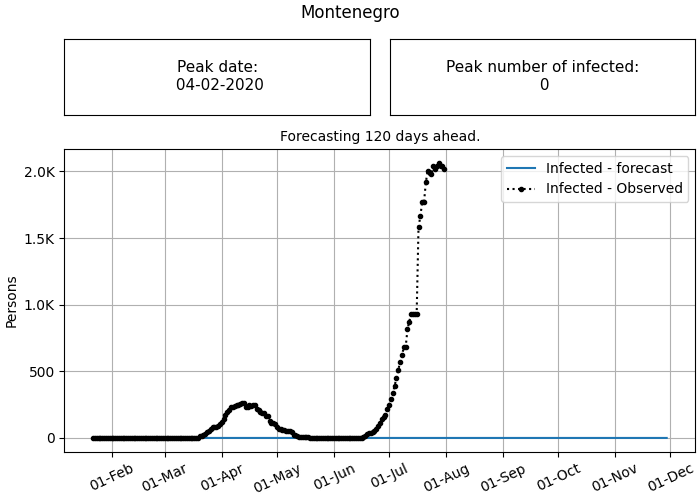 Montenegro
Peak date:
04-02-2020
Peak number of infected:
0
Forecasting 120 days ahead.
Infected - forecast
Infected - Observed
Persons
2.0K
1.5K
1.0K
500
0
01-Feb
01-Mar
01-Apr
01-May
01-Jun
01-Jul
01-Aug
01-Sep
01-Oct
01-Nov
01-Dec